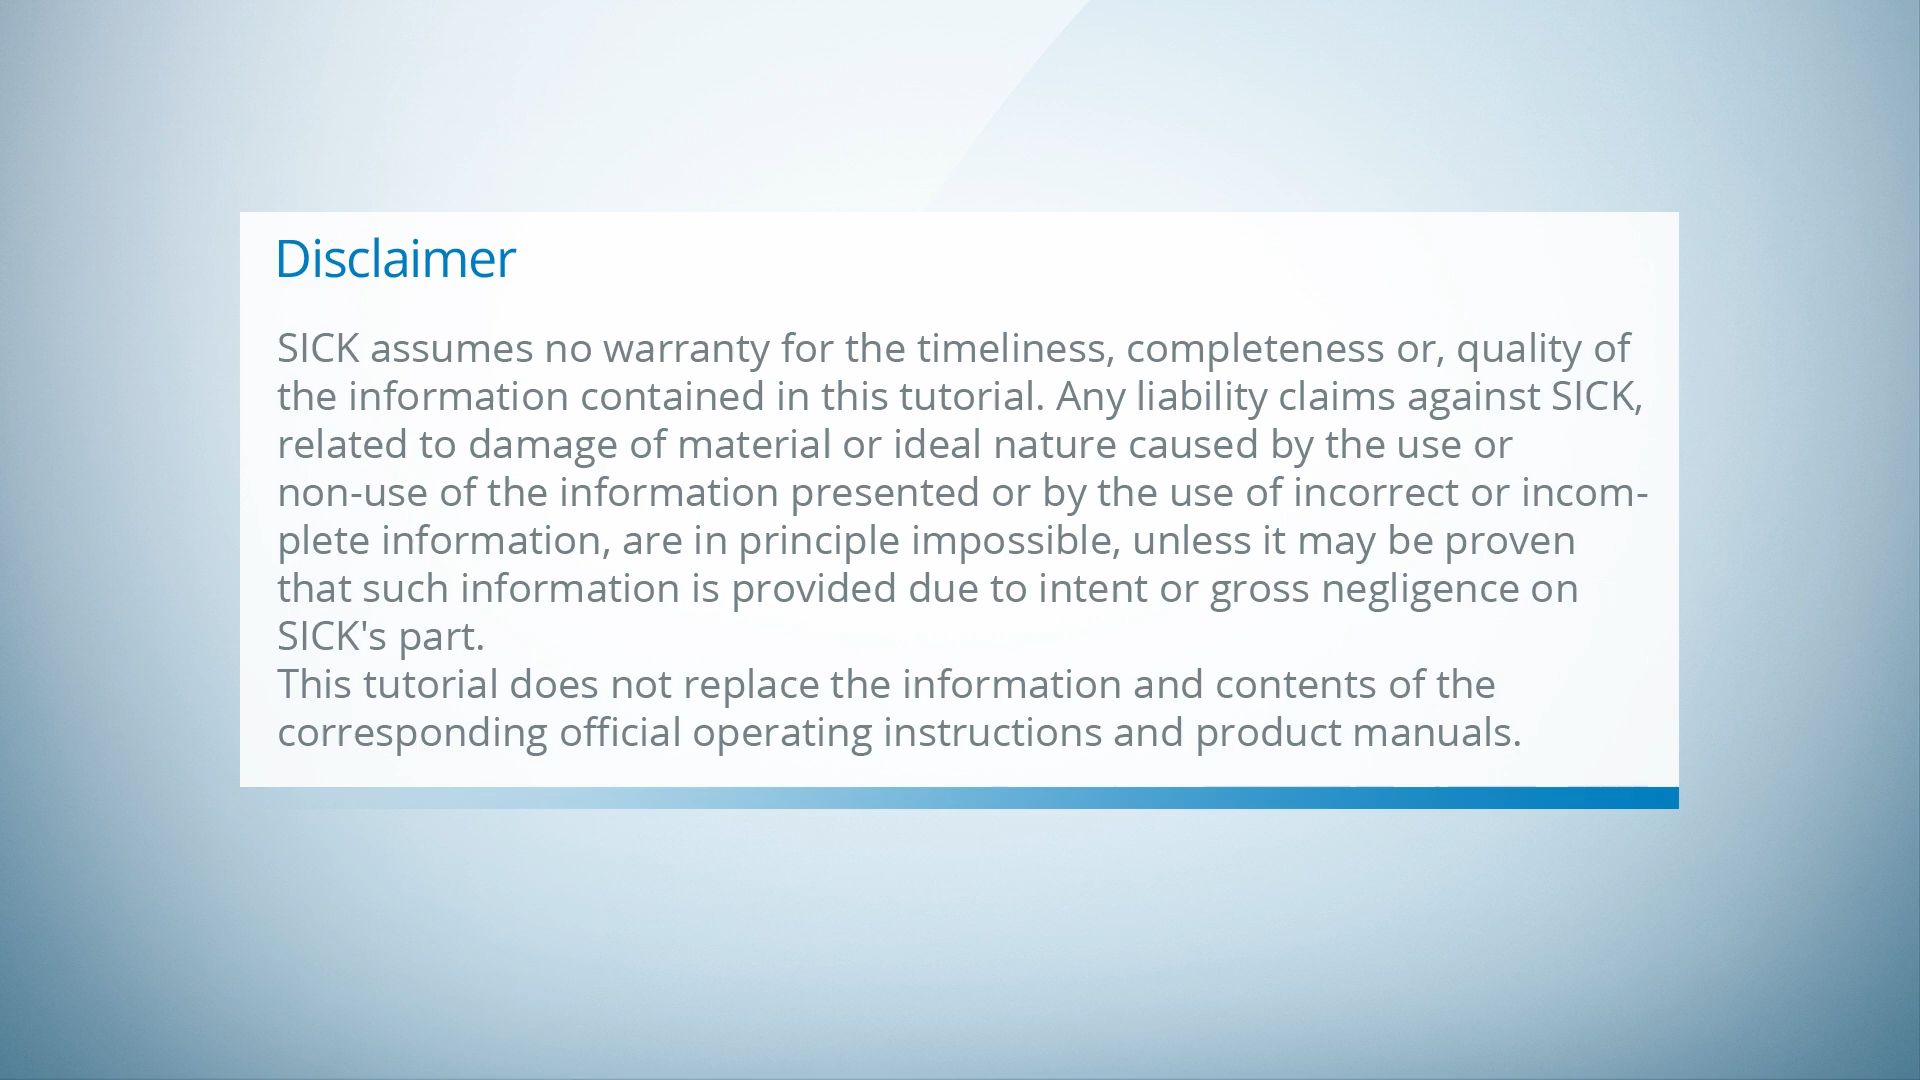 Disclaimer
SICK assumes no warranty for the timeliness, completeness or, quality of
the information contained in this tutorial. Any liability claims against SICK,
related to damage of material or ideal nature caused by the use or
non-use of the information presented or by the use of incorrect or incom-
plete information, are in principle impossible, unless it may be proven
that such information is provided due to intent or gross negligence on
SICK's part.
This tutorial does not replace the information and contents of the
corresponding official operating instructions and product manuals.